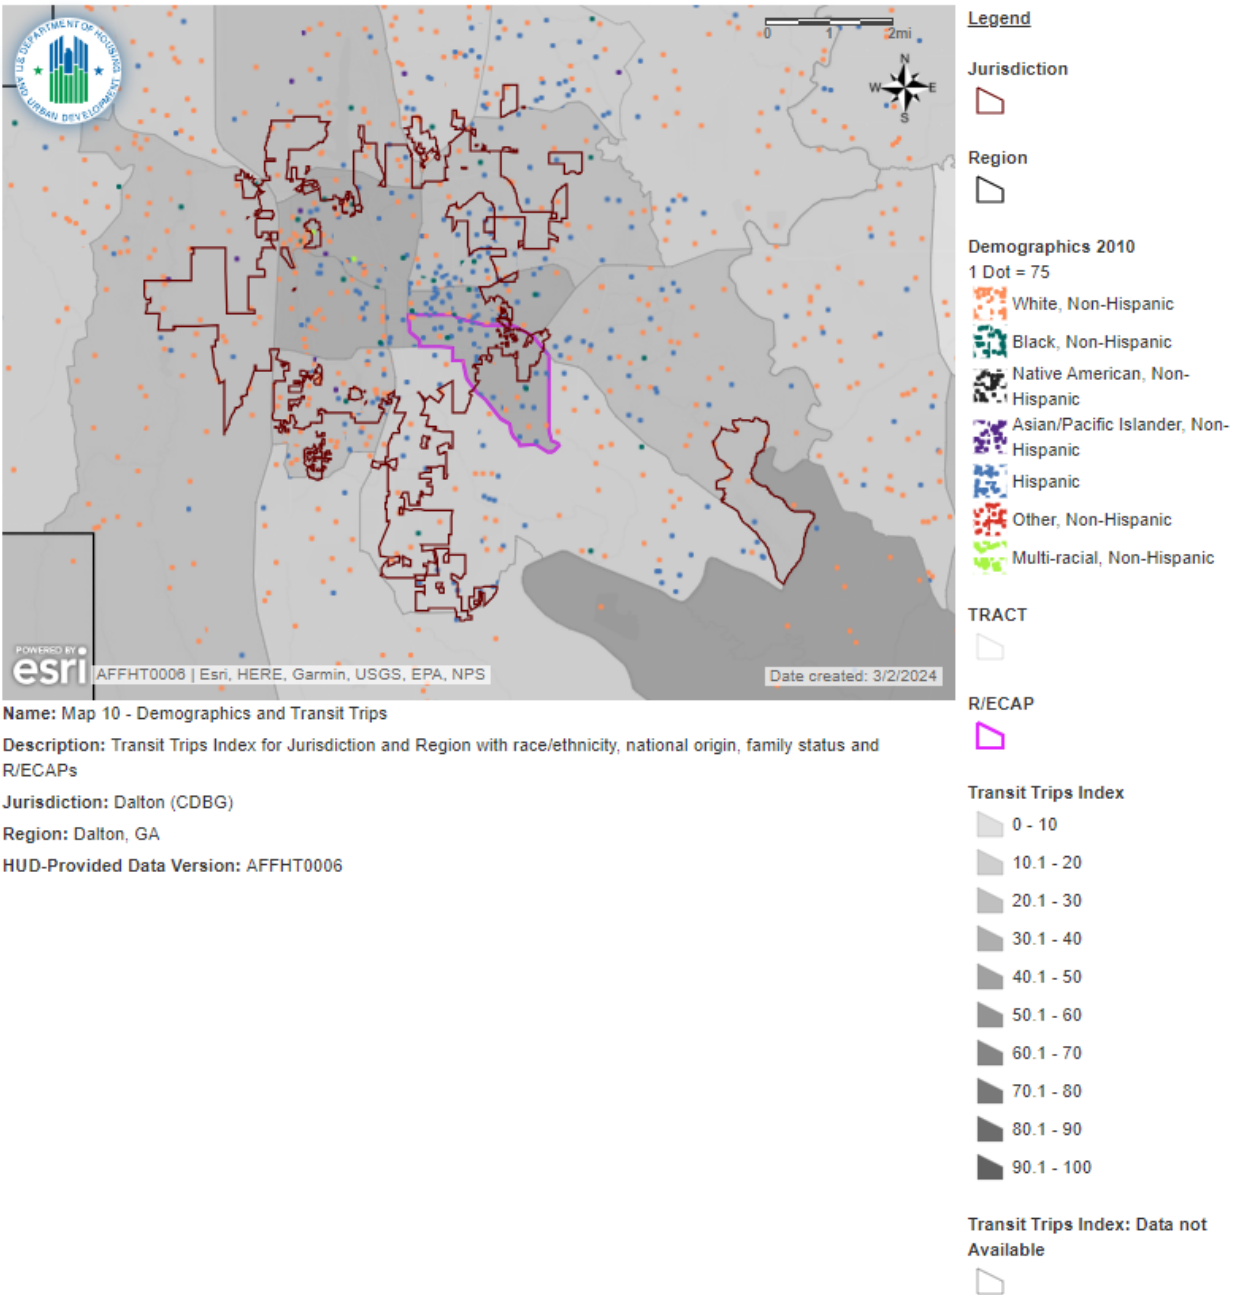 U.S. DEPARTMENT OF HOUSING
AND URBAN DEVELOPMENT
0 1 2mi
N
W E
S
POWERED BY
esri
AFFHT0006 | Esri, HERE, Garmin, USGS, EPA, NPS
Date created: 3/2/2024
Name: Map 10 - Demographics and Transit Trips
Description: Transit Trips Index for Jurisdiction and Region with race/ethnicity, national origin, family status and
R/ECAPs
Jurisdiction: Dalton (CDBG)
Region: Dalton, GA
HUD-Provided Data Version: AFFHT0006
Legend
Jurisdiction
Region
Demographics 2010
1 Dot = 75
White, Non-Hispanic
Black, Non-Hispanic
Native American, Non-
Hispanic
Asian/Pacific Islander, Non-
Hispanic
Hispanic
Other, Non-Hispanic
Multi-racial, Non-Hispanic
TRACT
R/ECAP
Transit Trips Index
0 - 10
10.1 - 20
20.1 - 30
30.1 - 40
40.1 - 50
50.1 - 60
60.1 - 70
70.1 - 80
80.1 - 90
90.1 - 100
Transit Trips Index: Data not
Available